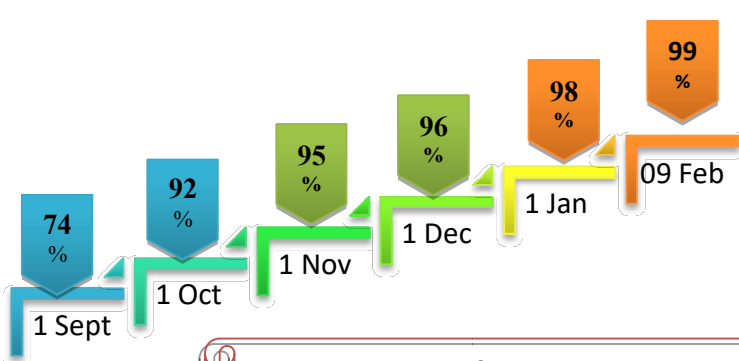 74
%
1 Sept
92
%
1 Oct
95
%
1 Nov
96
%
1 Dec
98
%
1 Jan
99
%
09 Feb